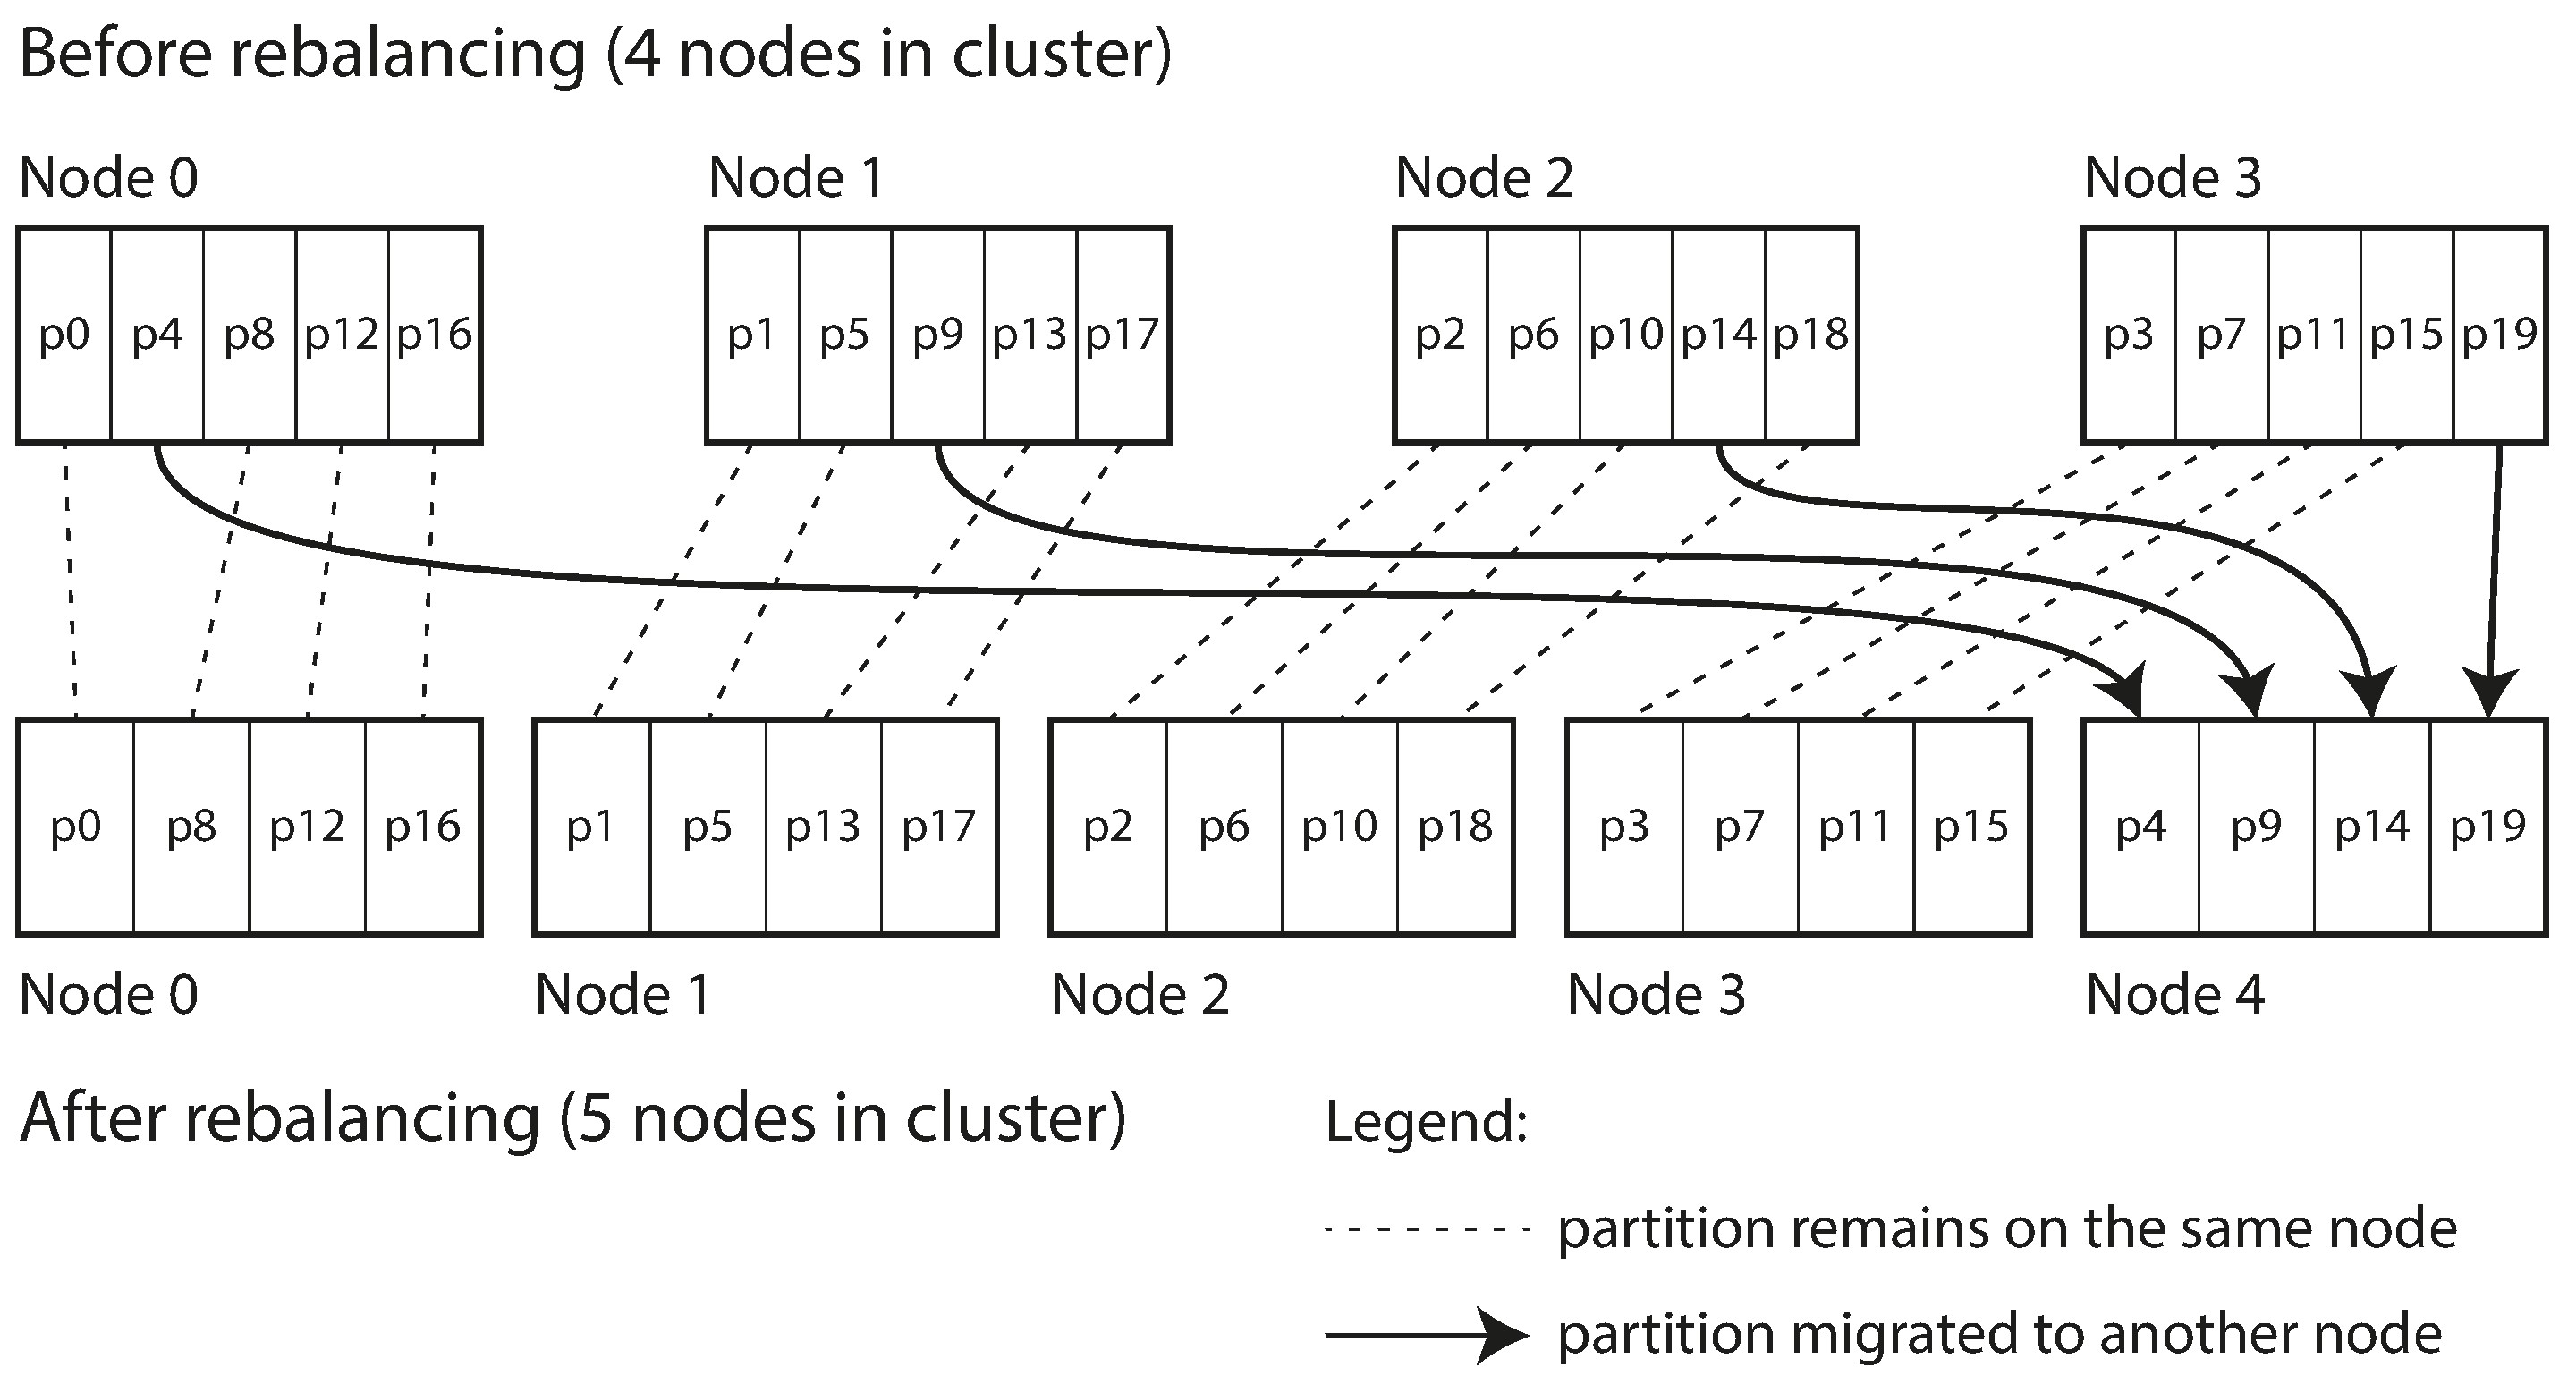 Before rebalancing (4 nodes in cluster)
Node 0 Node 1 Node 2 Node 3
p0 p4 p8 p12 p16 p1 p5 p9 p13 p17 p2 p6 p10 p14 p18 p3 p7 p11 p15 p19
p0 p8 p12 p16 p1 p5 p13 p17 p2 p6 p10 p18 p3 p7 p11 p15 p4 p9 p14 p19
Node 0 Node 1 Node 2 Node 3 Node 4
After rebalancing (5 nodes in cluster)
Legend:
partition remains on the same node
partition migrated to another node